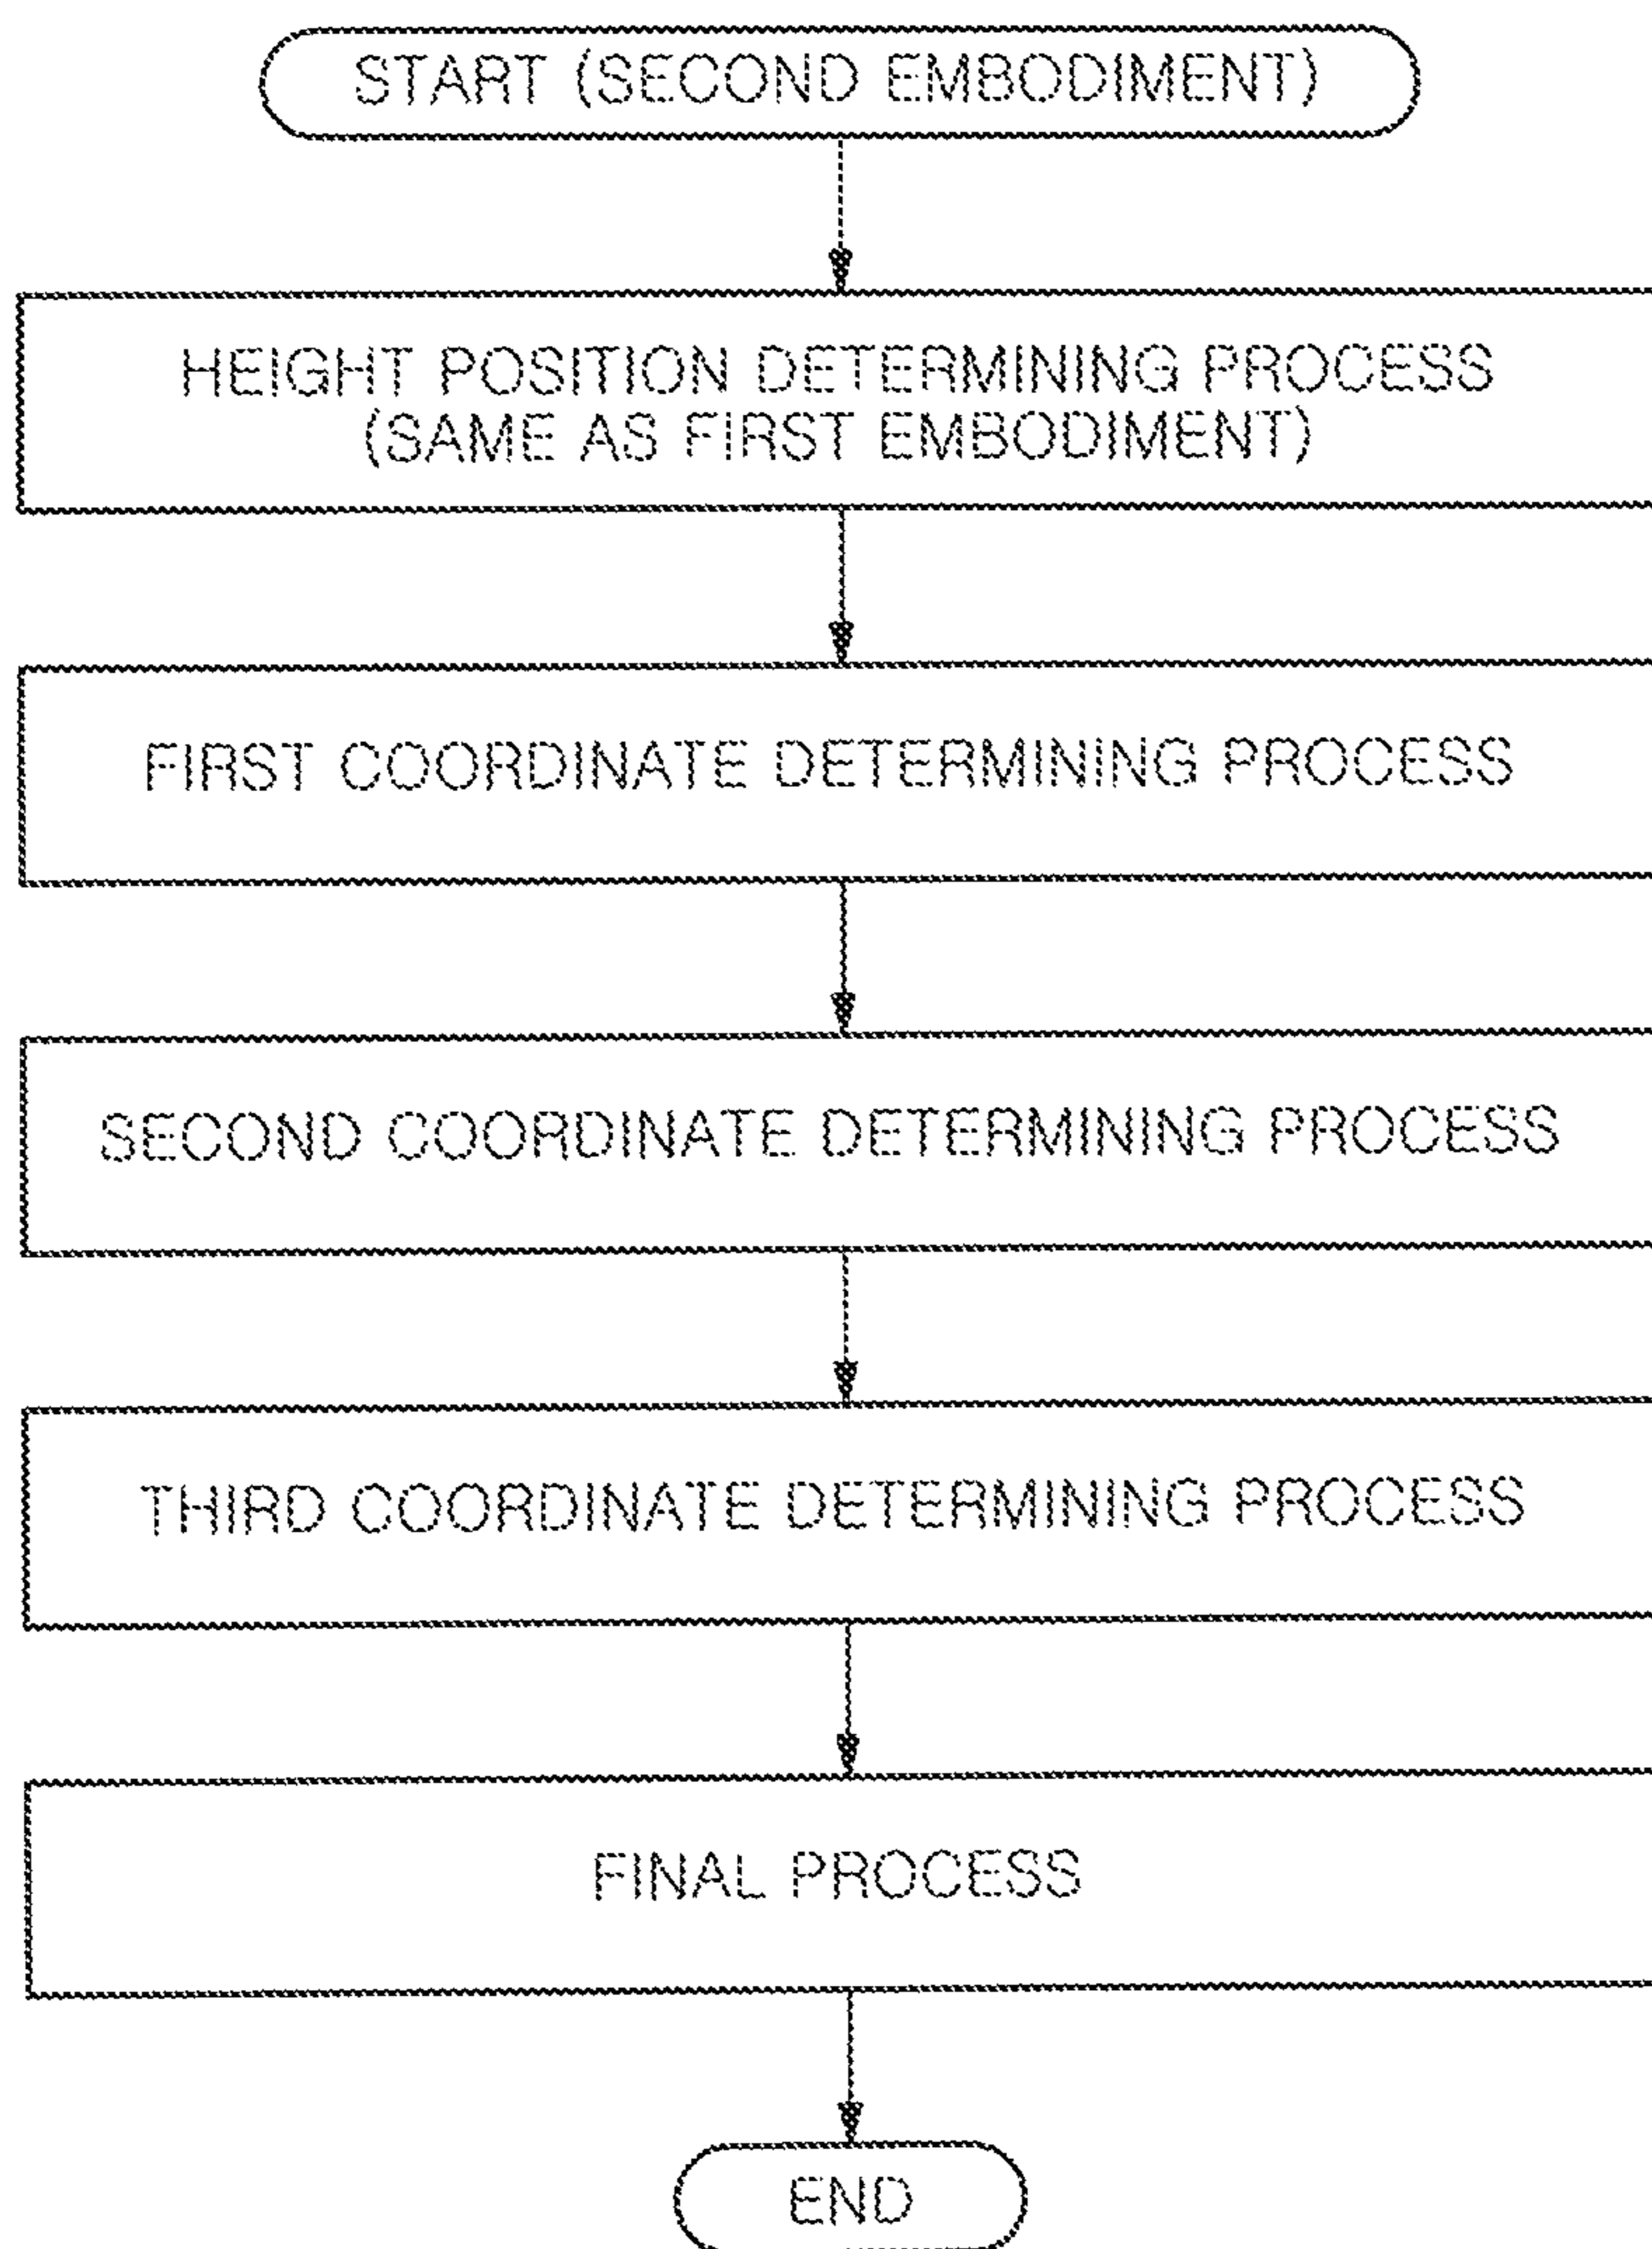 START (SECOND EMBODIMENT)
HEIGHT POSITION DETERMINING PROCESS
(SAME AS FIRST EMBODIMENT)
FIRST COORDINATE DETERMINING PROCESS
SECOND COORDINATE DETERMINING PROCESS
THIRD COORDINATE DETERMINING PROCESS
FINAL PROCESS
END